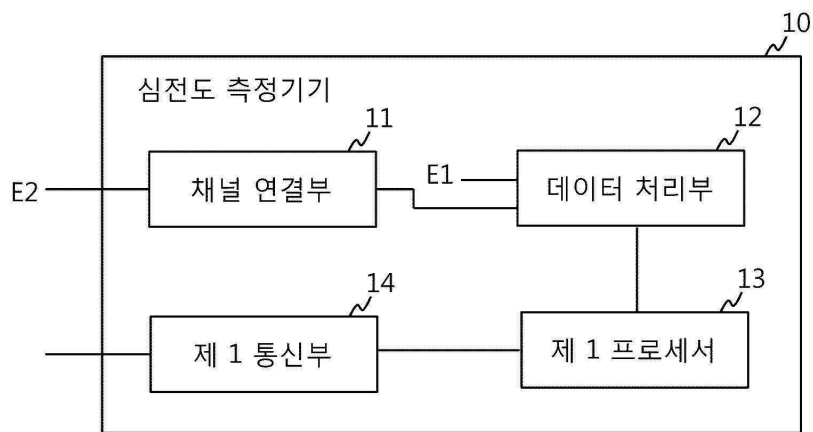 10
심전도 측정기기
11
12
E2
채널 연결부
E1
데이터 처리부
14
13
제 1 통신부
제 1 프로세서